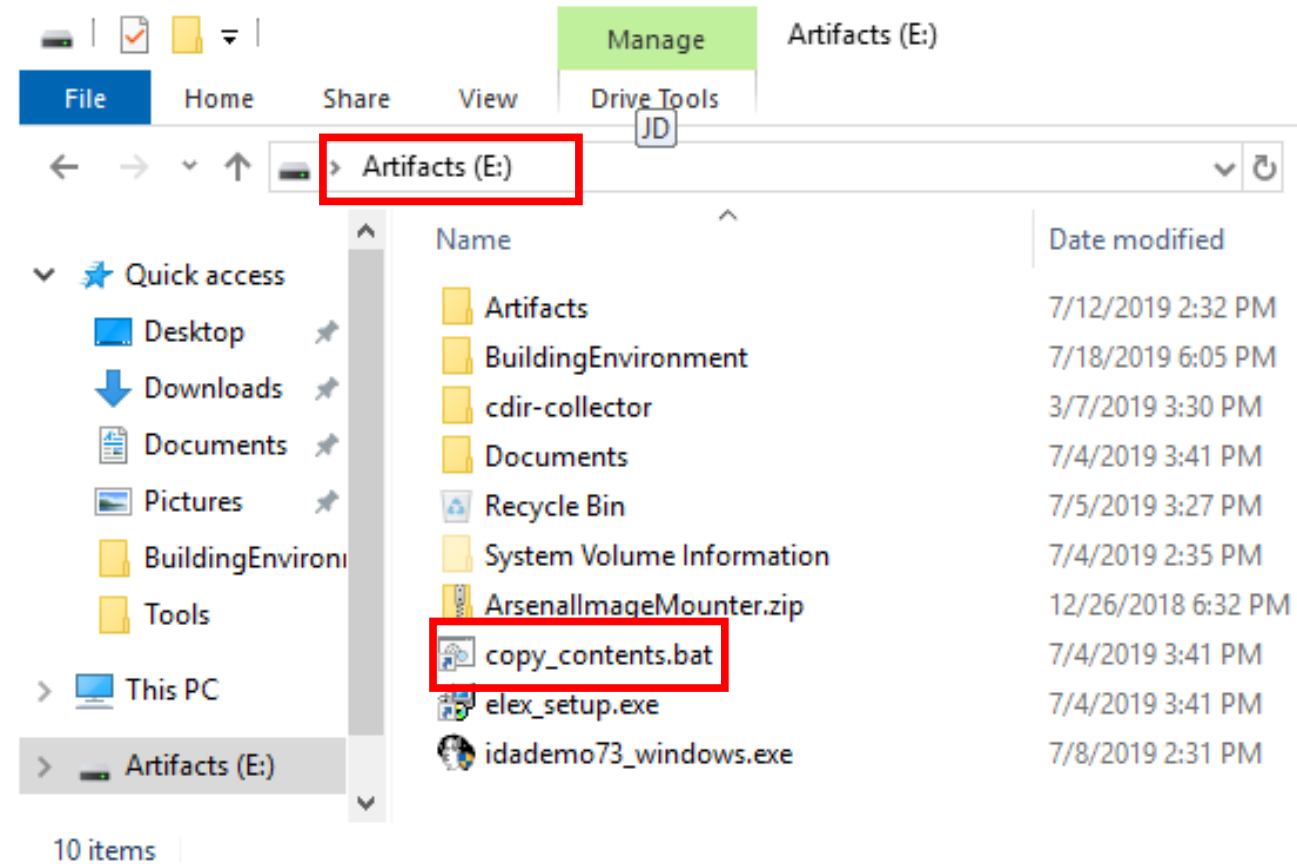 Manage Artifacts (E:)
File Home Share View Drive Tools
JD
Artifacts (E:)
Name Date modified
Quick access
Desktop
Downloads
Documents
Pictures
BuildingEnviron
Tools
This PC
Artifacts (E:)
Artifacts 7/12/2019 2:32 PM
BuildingEnvironment 7/18/2019 6:05 PM
cdir-collector 3/7/2019 3:30 PM
Documents 7/4/2019 3:41 PM
Recycle Bin 7/5/2019 3:27 PM
System Volume Information 7/4/2019 2:35 PM
ArsenalImageMounter.zip 12/26/2018 6:32 PM
copy_contents.bat 7/4/2019 3:41 PM
elex_setup.exe 7/4/2019 3:41 PM
idademo73_windows.exe 7/8/2019 2:31 PM
10 items